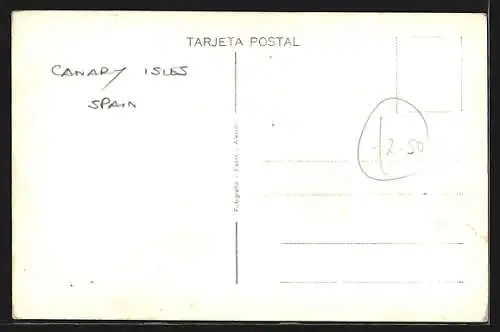 TARJETA POSTAL
CANARY ISLES
SPAIN
2.50